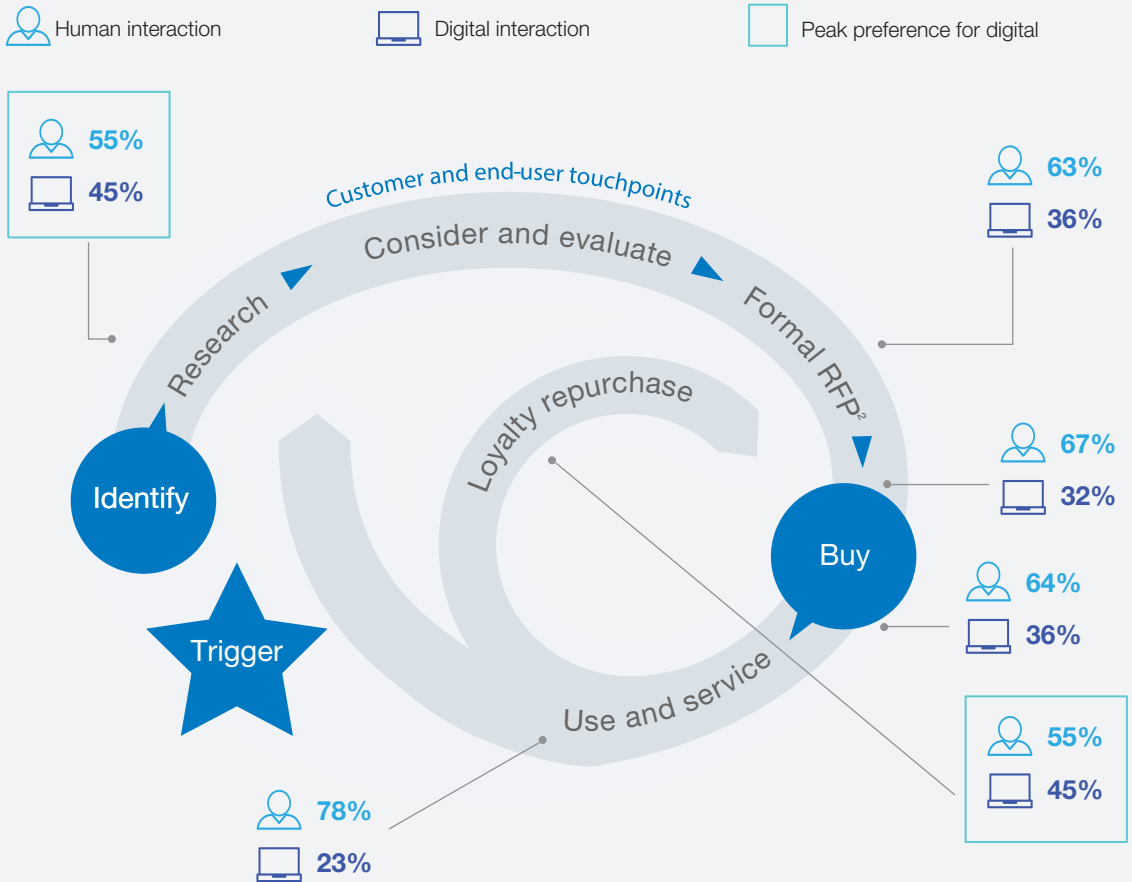 Human interaction
Digital interaction
Peak preference for digital
55%
45%
63%
36%
Customer and end-user touchpoints
Consider and evaluate
Research
Formal RFP²
Loyalty repurchase
67%
32%
Identify
Buy
64%
36%
Trigger
Use and service
55%
45%
78%
23%